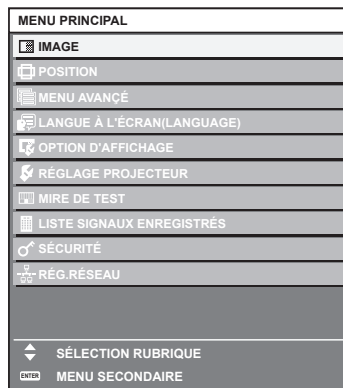 MENU PRINCIPAL
IMAGE
POSITION
MENU AVANÇÉ
LANGUE À L'ÉCRAN(LANGUAGE)
OPTION D'AFFICHAGE
RÉGLAGE PROJECTEUR
MIRE DE TEST
LISTE SIGNAUX ENREGISTRÉS
SÉCURITÉ
RÉG.RÉSEAU
SÉLECTION RUBRIQUE
ENTER MENU SECONDAIRE